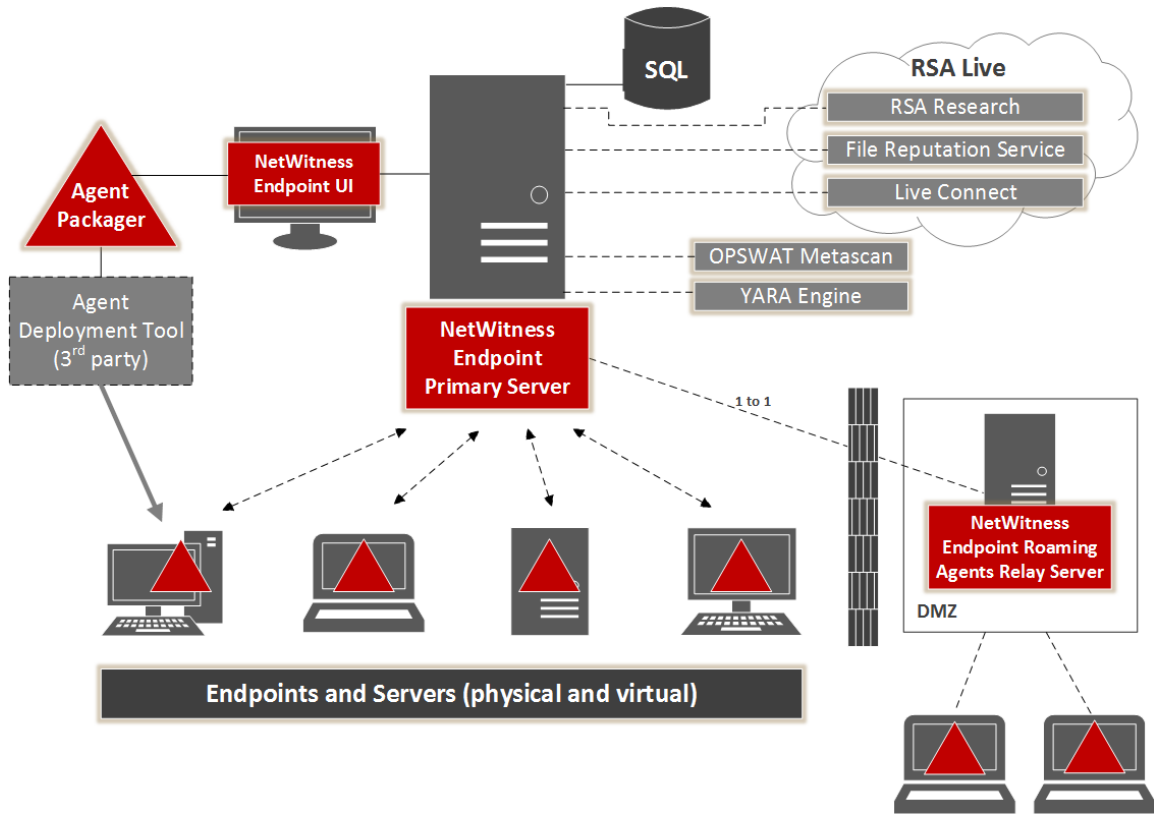 SQL
RSA Live
RSA Research
File Reputation Service
Live Connect
NetWitness
Endpoint UI
Agent
Packager
OPSWAT Metascan
YARA Engine
Agent
Deployment Tool
(3rd party)
NetWitness
Endpoint
Primary Server
1 to 1
NetWitness
Endpoint Roaming
Agents Relay Server
DMZ
Endpoints and Servers (physical and virtual)